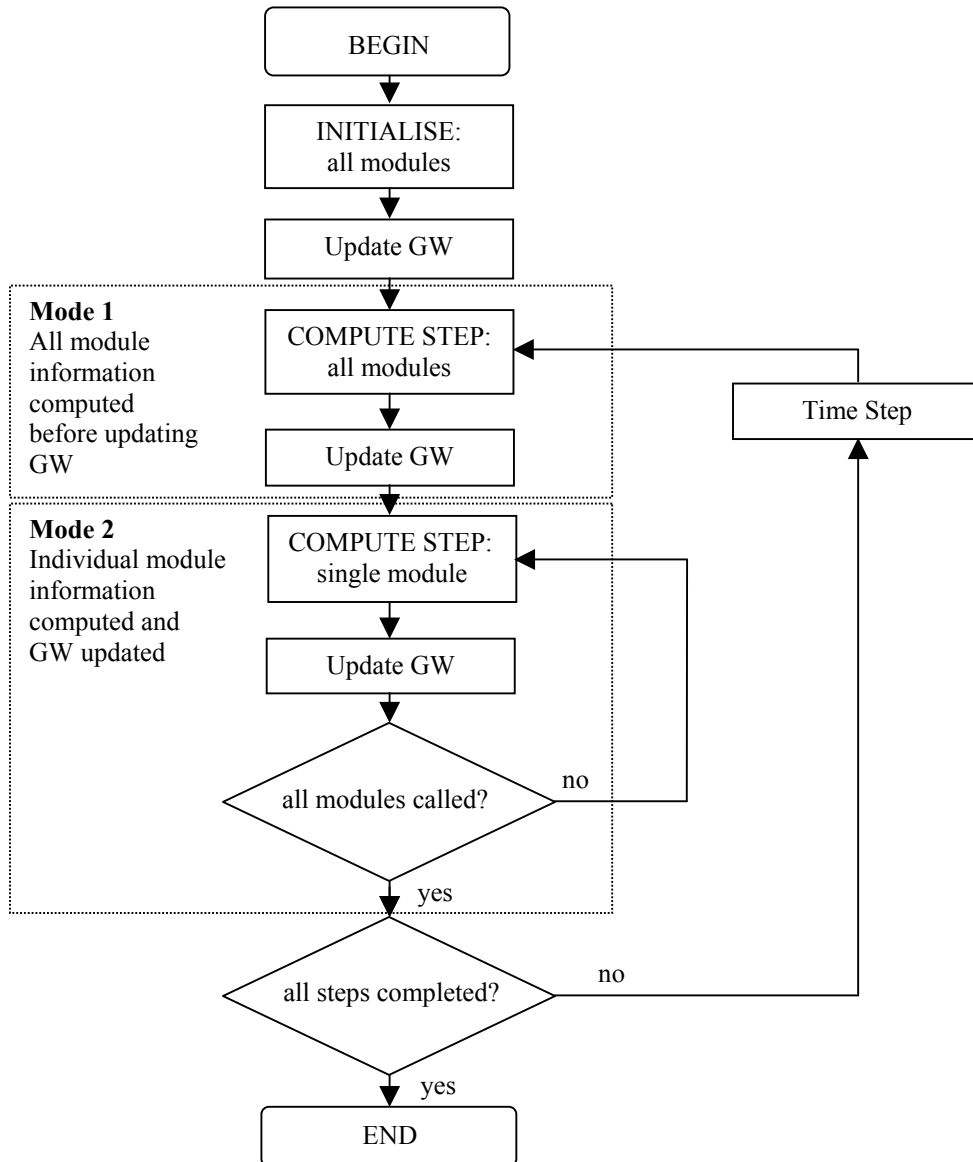 BEGIN
INITIALISE:
all modules
Update GW
Mode 1
All module
information
computed
before updating
GW
COMPUTE STEP:
all modules
Time Step
Update GW
Mode 2
Individual module
information
computed and
GW updated
COMPUTE STEP:
single module
Update GW
all modules called?
no
yes
all steps completed?
no
yes
END